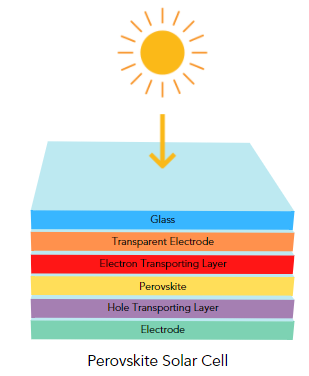 Glass
Transparent Electrode
Electron Transporting Layer
Perovskite
Hole Transporting Layer
Electrode
Perovskite Solar Cell